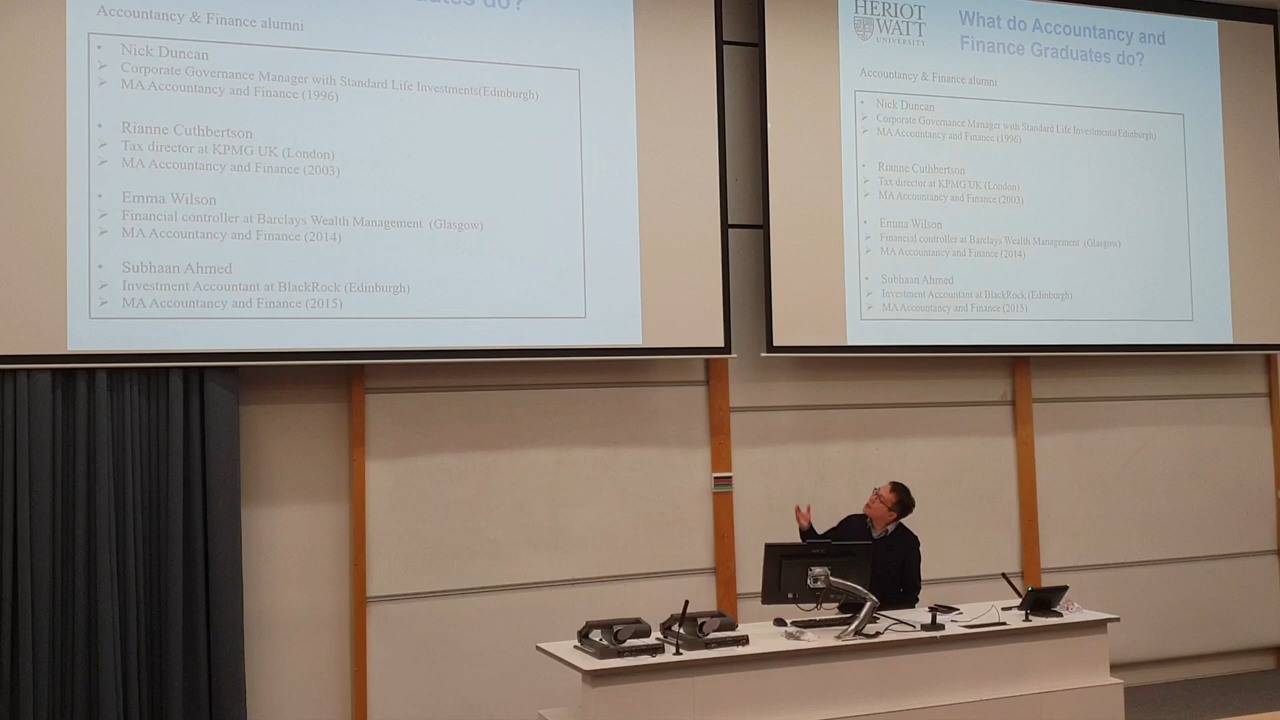 Graduates do?
Accountancy & Finance alumni
• Nick Duncan
➢ Corporate Governance Manager with Standard Life Investments(Edinburgh)
➢ MA Accountancy and Finance (1996)
• Rianne Cuthbertson
➢ Tax director at KPMG UK (London)
➢ MA Accountancy and Finance (2003)
• Emma Wilson
➢ Financial controller at Barclays Wealth Management (Glasgow)
➢ MA Accountancy and Finance (2014)
• Subhaan Ahmed
➢ Investment Accountant at BlackRock (Edinburgh)
➢ MA Accountancy and Finance (2015)
HERIOT
WATT
UNIVERSITY
What do Accountancy and
Finance Graduates do?
Accountancy & Finance alumni
• Nick Duncan
➢ Corporate Governance Manager with Standard Life Investments(Edinburgh)
➢ MA Accountancy and Finance (1996)
• Rianne Cuthbertson
➢ Tax director at KPMG UK (London)
➢ MA Accountancy and Finance (2003)
• Emma Wilson
➢ Financial controller at Barclays Wealth Management (Glasgow)
➢ MA Accountancy and Finance (2014)
• Subhaan Ahmed
➢ Investment Accountant at BlackRock (Edinburgh)
➢ MA Accountancy and Finance (2015)